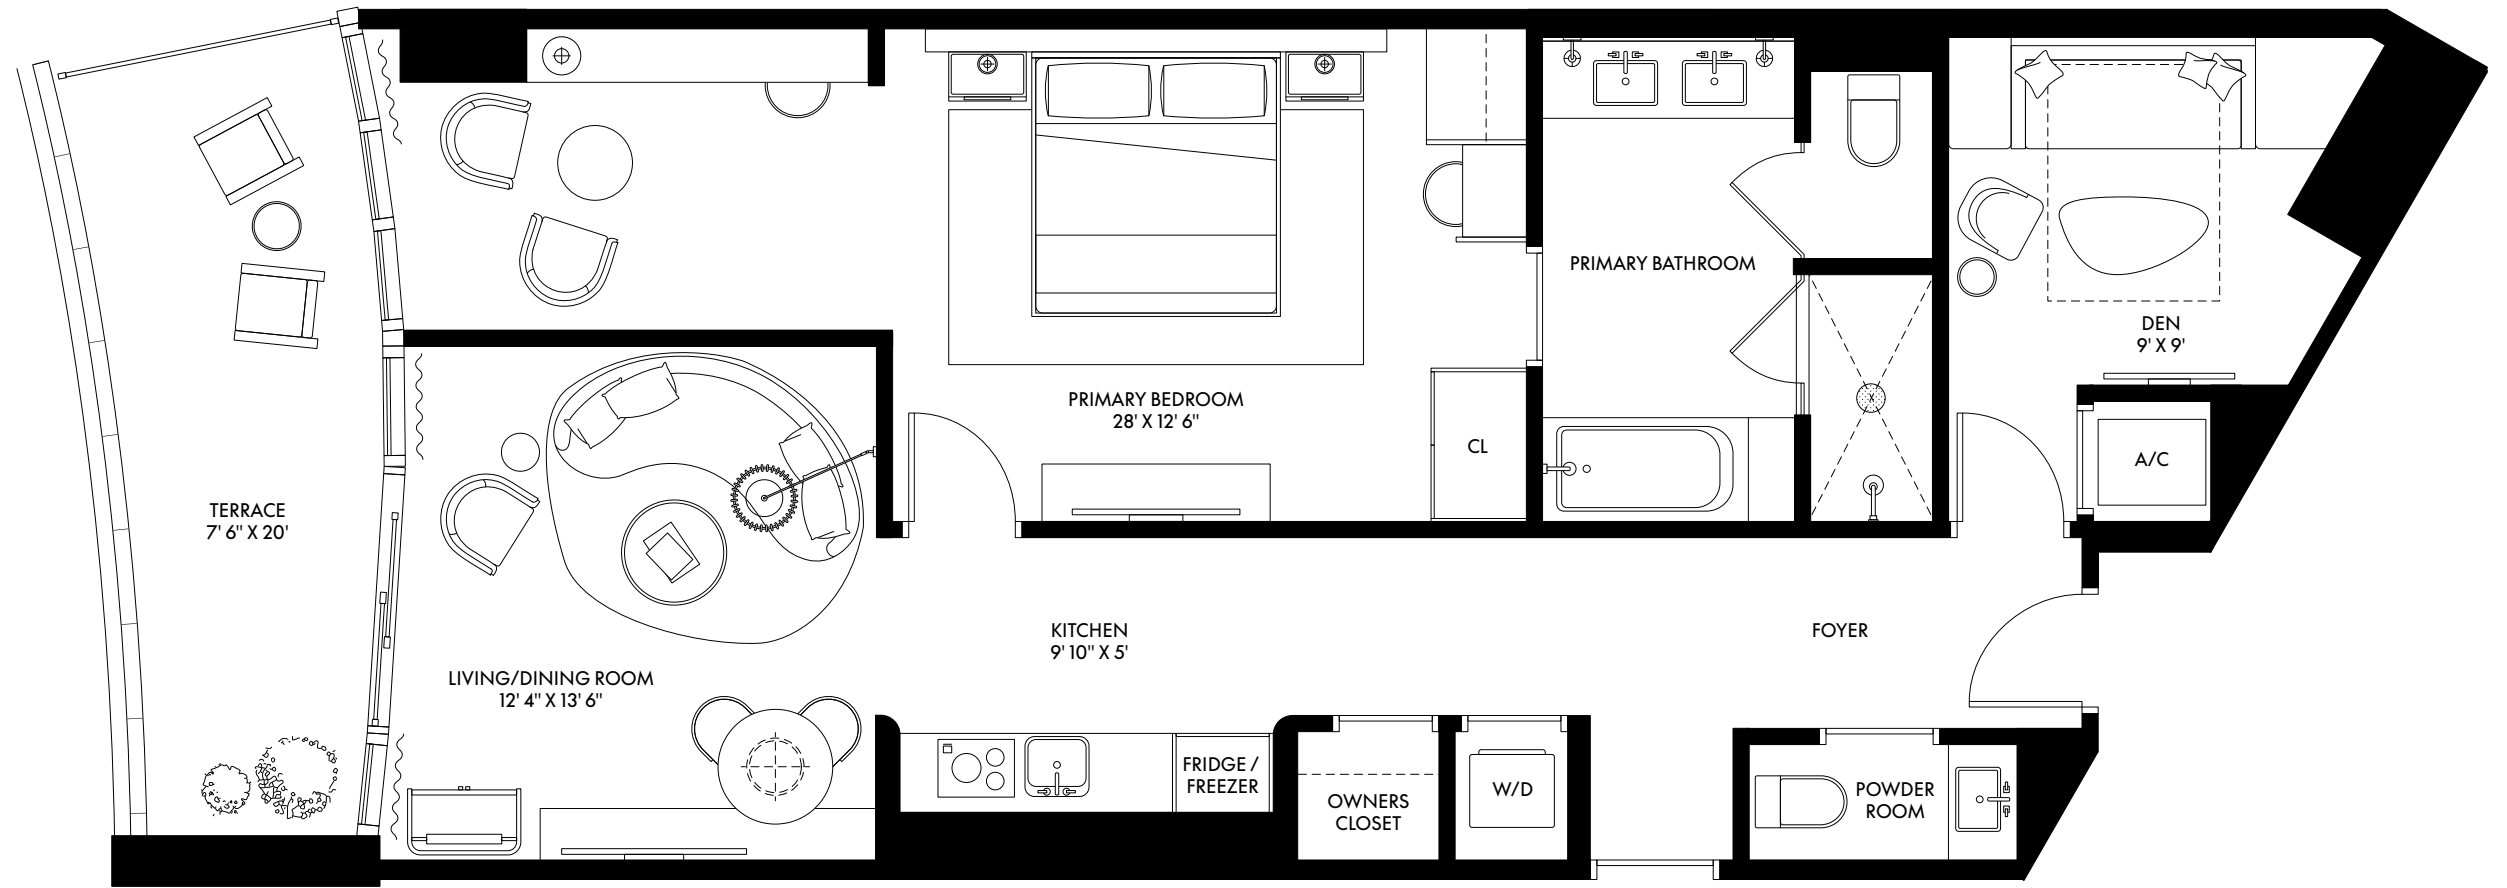 PRIMARY BATHROOM
DEN
9' X 9'
PRIMARY BEDROOM
28' X 12' 6"
CL
A/C
TERRACE
7' 6" X 20'
KITCHEN
9' 10" X 5'
FOYER
LIVING/DINING ROOM
12' 4" X 13' 6"
FRIDGE /
FREEZER
OWNERS
CLOSET
W/D
POWDER
ROOM